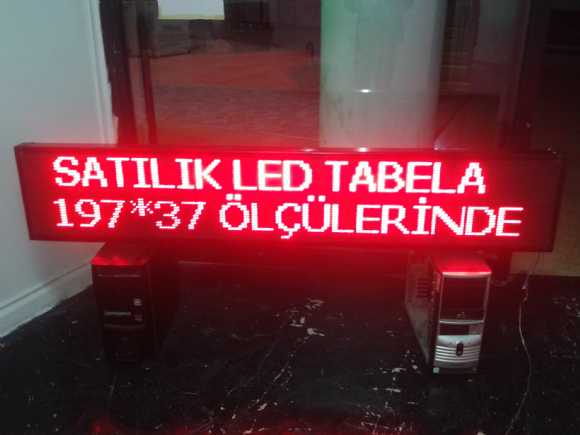 SATILIK LED TABELA
197*37 ÖLÇÜLERİNDE